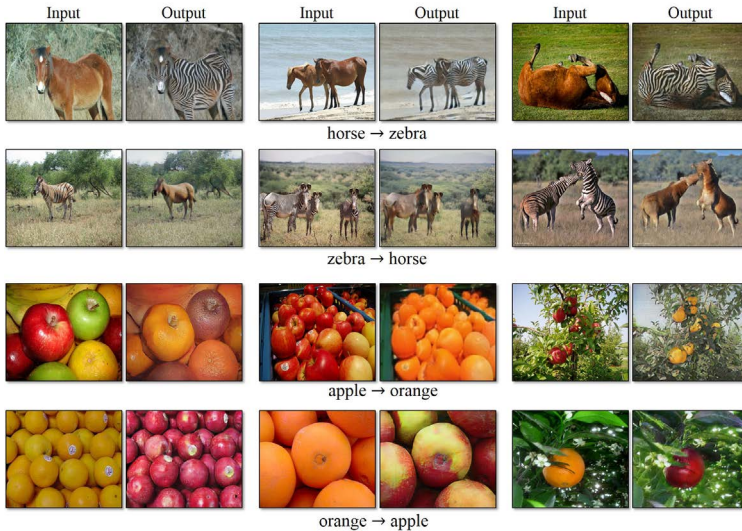 Input Output Input Output Input Output
horse → zebra
zebra → horse
apple → orange
orange → apple